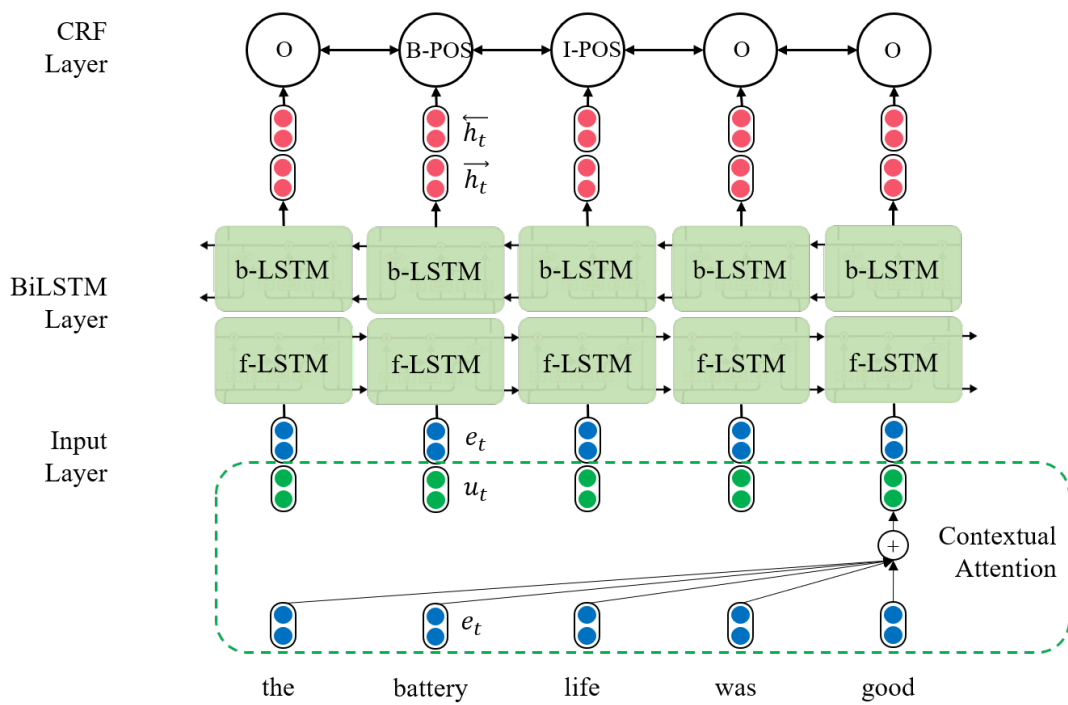 CRF
Layer
O B-POS I-POS O O
h_t
h_t
BiLSTM
Layer
b-LSTM b-LSTM b-LSTM b-LSTM b-LSTM
f-LSTM f-LSTM f-LSTM f-LSTM f-LSTM
Input
Layer
e_t
u_t
+
Contextual
Attention
e_t
the battery life was good